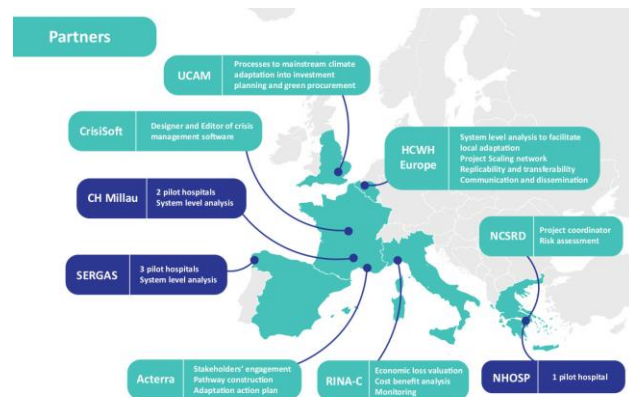 Partners
UCAM
Processes to mainstream climate
adaptation into investment
planning and green procurement
CrisiSoft
Designer and Editor of crisis
management software
HCWH
Europe
System level analysis to facilitate
local adaptation
Project Scaling network
Replicability and transferability
Communication and dissemination
CH Millau
2 pilot hospitals
System level analysis
NCSRD
Project coordinator
Risk assessment
SERGAS
3 pilot hospitals
System level analysis
Acterra
Stakeholders' engagement
Pathway construction
Adaptation action plan
RINA-C
Economic loss valuation
Cost benefit analysis
Monitoring
NHOSP
1 pilot hospital